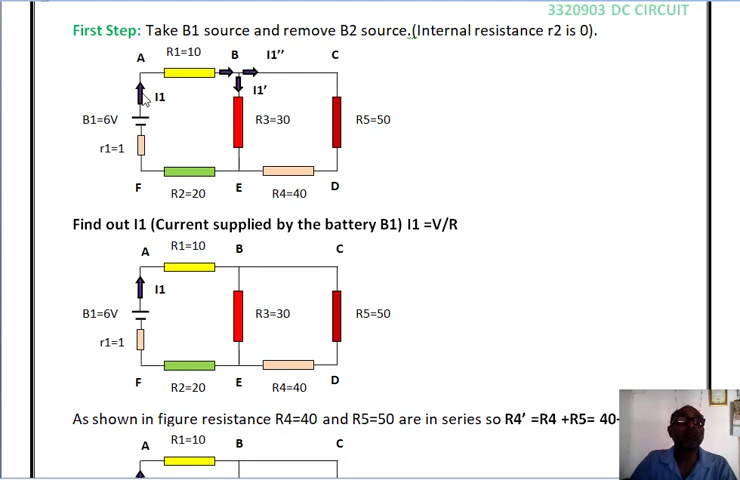 3320903 DC CIRCUIT
First Step: Take B1 source and remove B2 source.(Internal resistance r2 is 0).
A R1=10 B I1'' C
I1 I1'
B1=6V R3=30 R5=50
r1=1
F R2=20 E R4=40 D
Find out I1 (Current supplied by the battery B1) I1 =V/R
A R1=10 B C
I1
B1=6V R3=30 R5=50
r1=1
F R2=20 E R4=40 D
As shown in figure resistance R4=40 and R5=50 are in series so R4' =R4 +R5= 40
A R1=10 B C